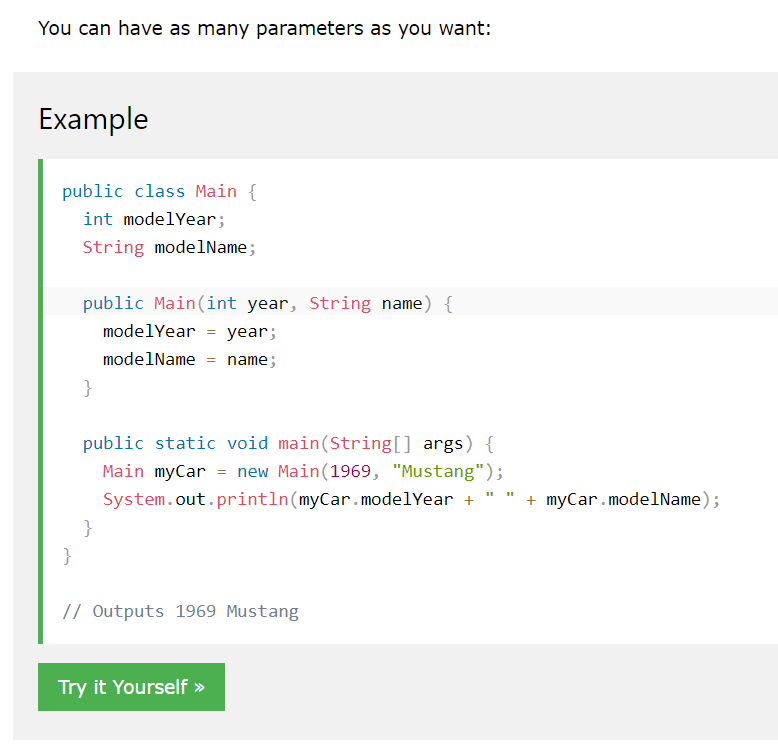 You can have as many parameters as you want:
Example
public class Main {
  int modelYear;
  String modelName;

  public Main(int year, String name) {
    modelYear = year;
    modelName = name;
  }

  public static void main(String[] args) {
    Main myCar = new Main(1969, "Mustang");
    System.out.println(myCar.modelYear + " " + myCar.modelName);
  }
}

// Outputs 1969 Mustang
Try it Yourself »